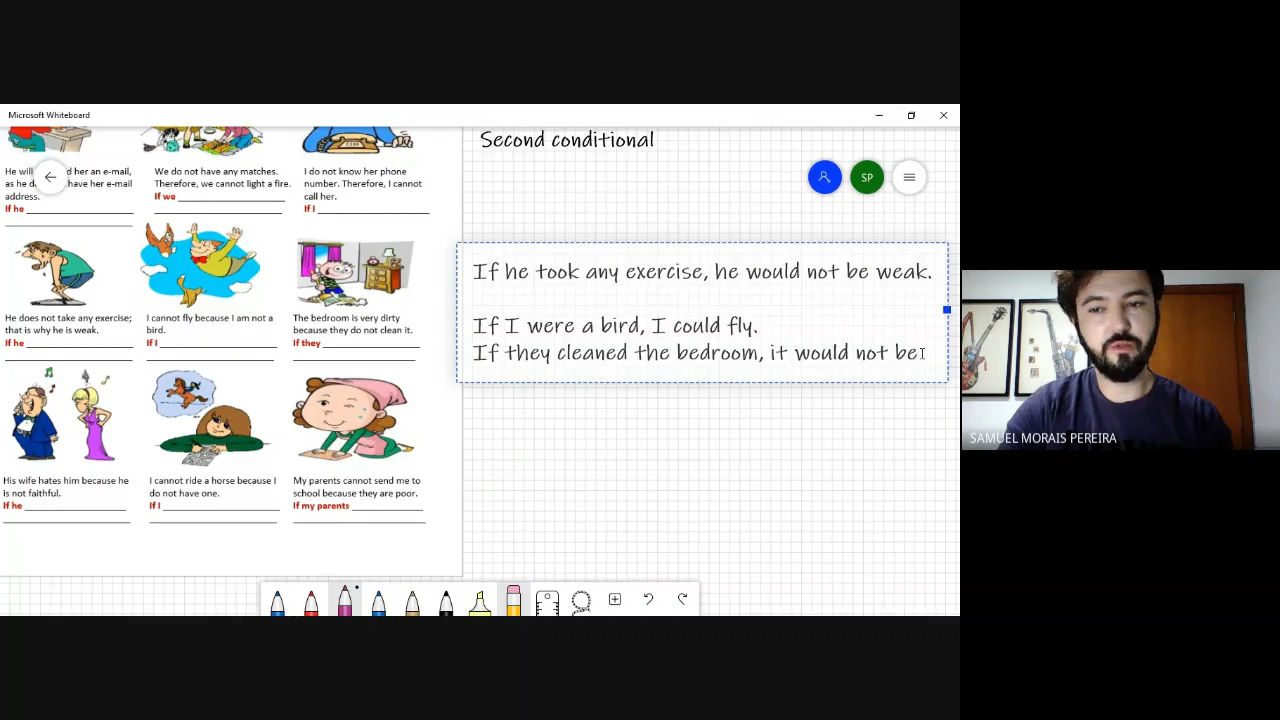 Microsoft Whiteboard
Second conditional
SP
He will her an e-mail,
as he have her e-mail
address.
If he
We do not have any matches.
Therefore, we cannot light a fire.
If we
I do not know her phone
number. Therefore, I cannot
call her.
If I
He does not take any exercise;
that is why he is weak.
If he
I cannot fly because I am not a
bird.
If I
The bedroom is very dirty
because they do not clean it.
If they
His wife hates him because he
is not faithful.
If he
I cannot ride a horse because I
do not have one.
If I
My parents cannot send me to
school because they are poor.
If my parents
If he took any exercise, he would not be weak.
If I were a bird, I could fly.
If they cleaned the bedroom, it would not be
SAMUEL MORAIS PEREIRA